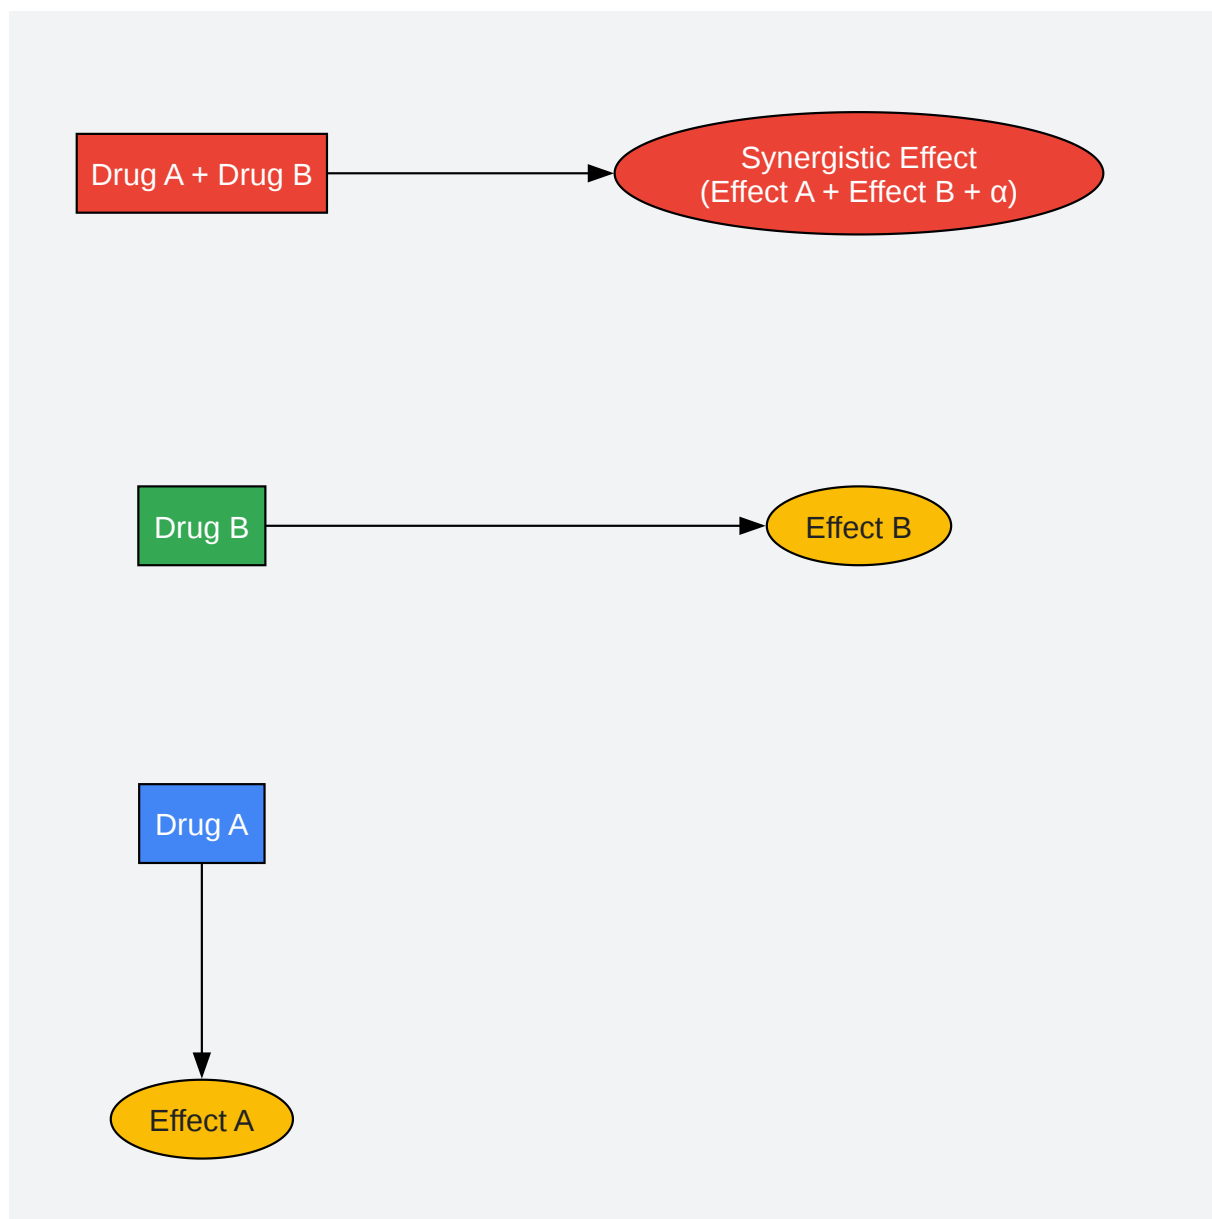 Drug A + Drug B
Synergistic Effect
(Effect A + Effect B + α)
Drug B
Effect B
Drug A
Effect A